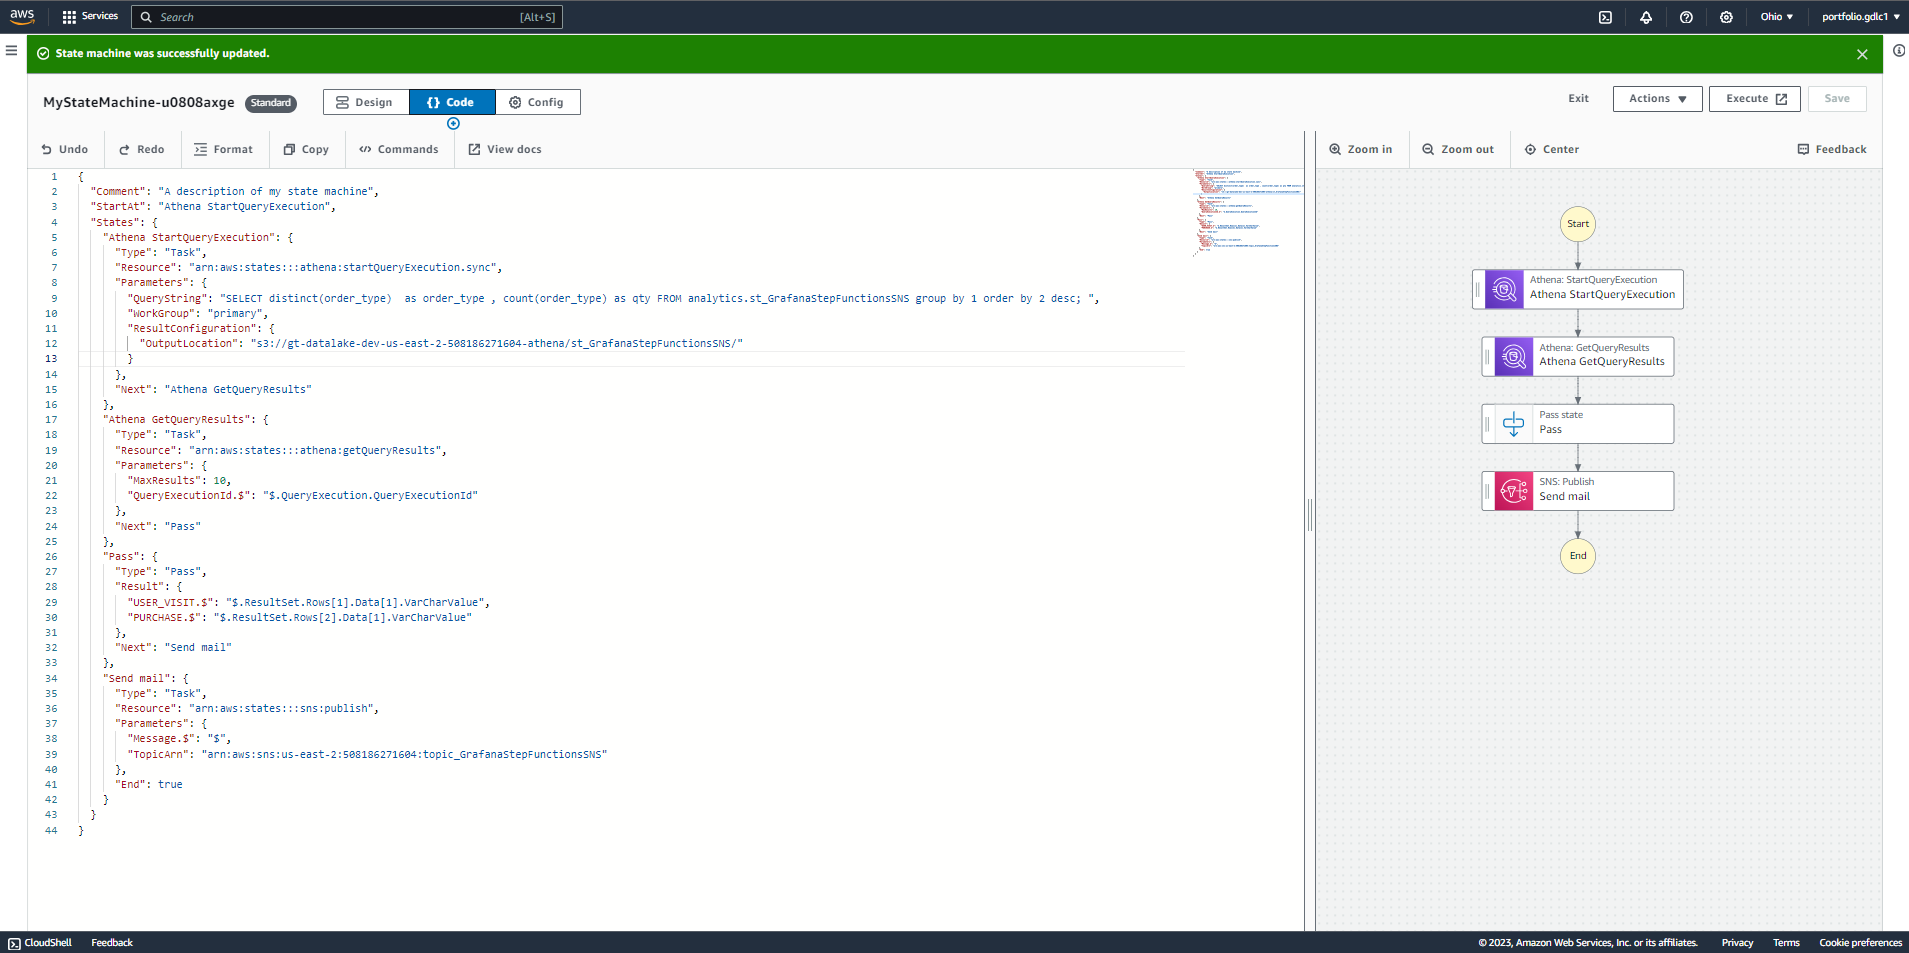 aws Services Search [Alt+S] Ohio ▼ portfolio.gdlc1 ▼
State machine was successfully updated.
MyStateMachine-u0808axge Standard Design {} Code Config Exit Actions ▼ Execute Save
Undo Redo Format Copy Commands View docs Zoom in Zoom out Center Feedback
1 {
2 "Comment": "A description of my state machine",
3 "StartAt": "Athena StartQueryExecution",
4 "States": {
5 "Athena StartQueryExecution": {
6 "Type": "Task",
7 "Resource": "arn:aws:states:::athena:startQueryExecution.sync",
8 "Parameters": {
9 "QueryString": "SELECT distinct(order_type)  as order_type , count(order_type) as qty FROM analytics.st_GrafanaStepFunctionsSNS group by 1 order by 2 desc; ",
10 "WorkGroup": "primary",
11 "ResultConfiguration": {
12 "OutputLocation": "s3://gt-datalake-dev-us-east-2-508186271604-athena/st_GrafanaStepFunctionsSNS/"
13 }
14 },
15 "Next": "Athena GetQueryResults"
16 },
17 "Athena GetQueryResults": {
18 "Type": "Task",
19 "Resource": "arn:aws:states:::athena:getQueryResults",
20 "Parameters": {
21 "MaxResults": 10,
22 "QueryExecutionId.$": "$.QueryExecution.QueryExecutionId"
23 },
24 "Next": "Pass"
25 },
26 "Pass": {
27 "Type": "Pass",
28 "Result": {
29 "USER_VISIT.$": "$.ResultSet.Rows[1].Data[1].VarCharValue",
30 "PURCHASE.$": "$.ResultSet.Rows[2].Data[1].VarCharValue"
31 },
32 "Next": "Send mail"
33 },
34 "Send mail": {
35 "Type": "Task",
36 "Resource": "arn:aws:states:::sns:publish",
37 "Parameters": {
38 "Message.$": "$",
39 "TopicArn": "arn:aws:sns:us-east-2:508186271604:topic_GrafanaStepFunctionsSNS"
40 },
41 "End": true
42 }
43 }
44 }
Start
Athena: StartQueryExecution
Athena StartQueryExecution
Athena: GetQueryResults
Athena GetQueryResults
Pass state
Pass
SNS: Publish
Send mail
End
CloudShell Feedback © 2023, Amazon Web Services, Inc. or its affiliates. Privacy Terms Cookie preferences